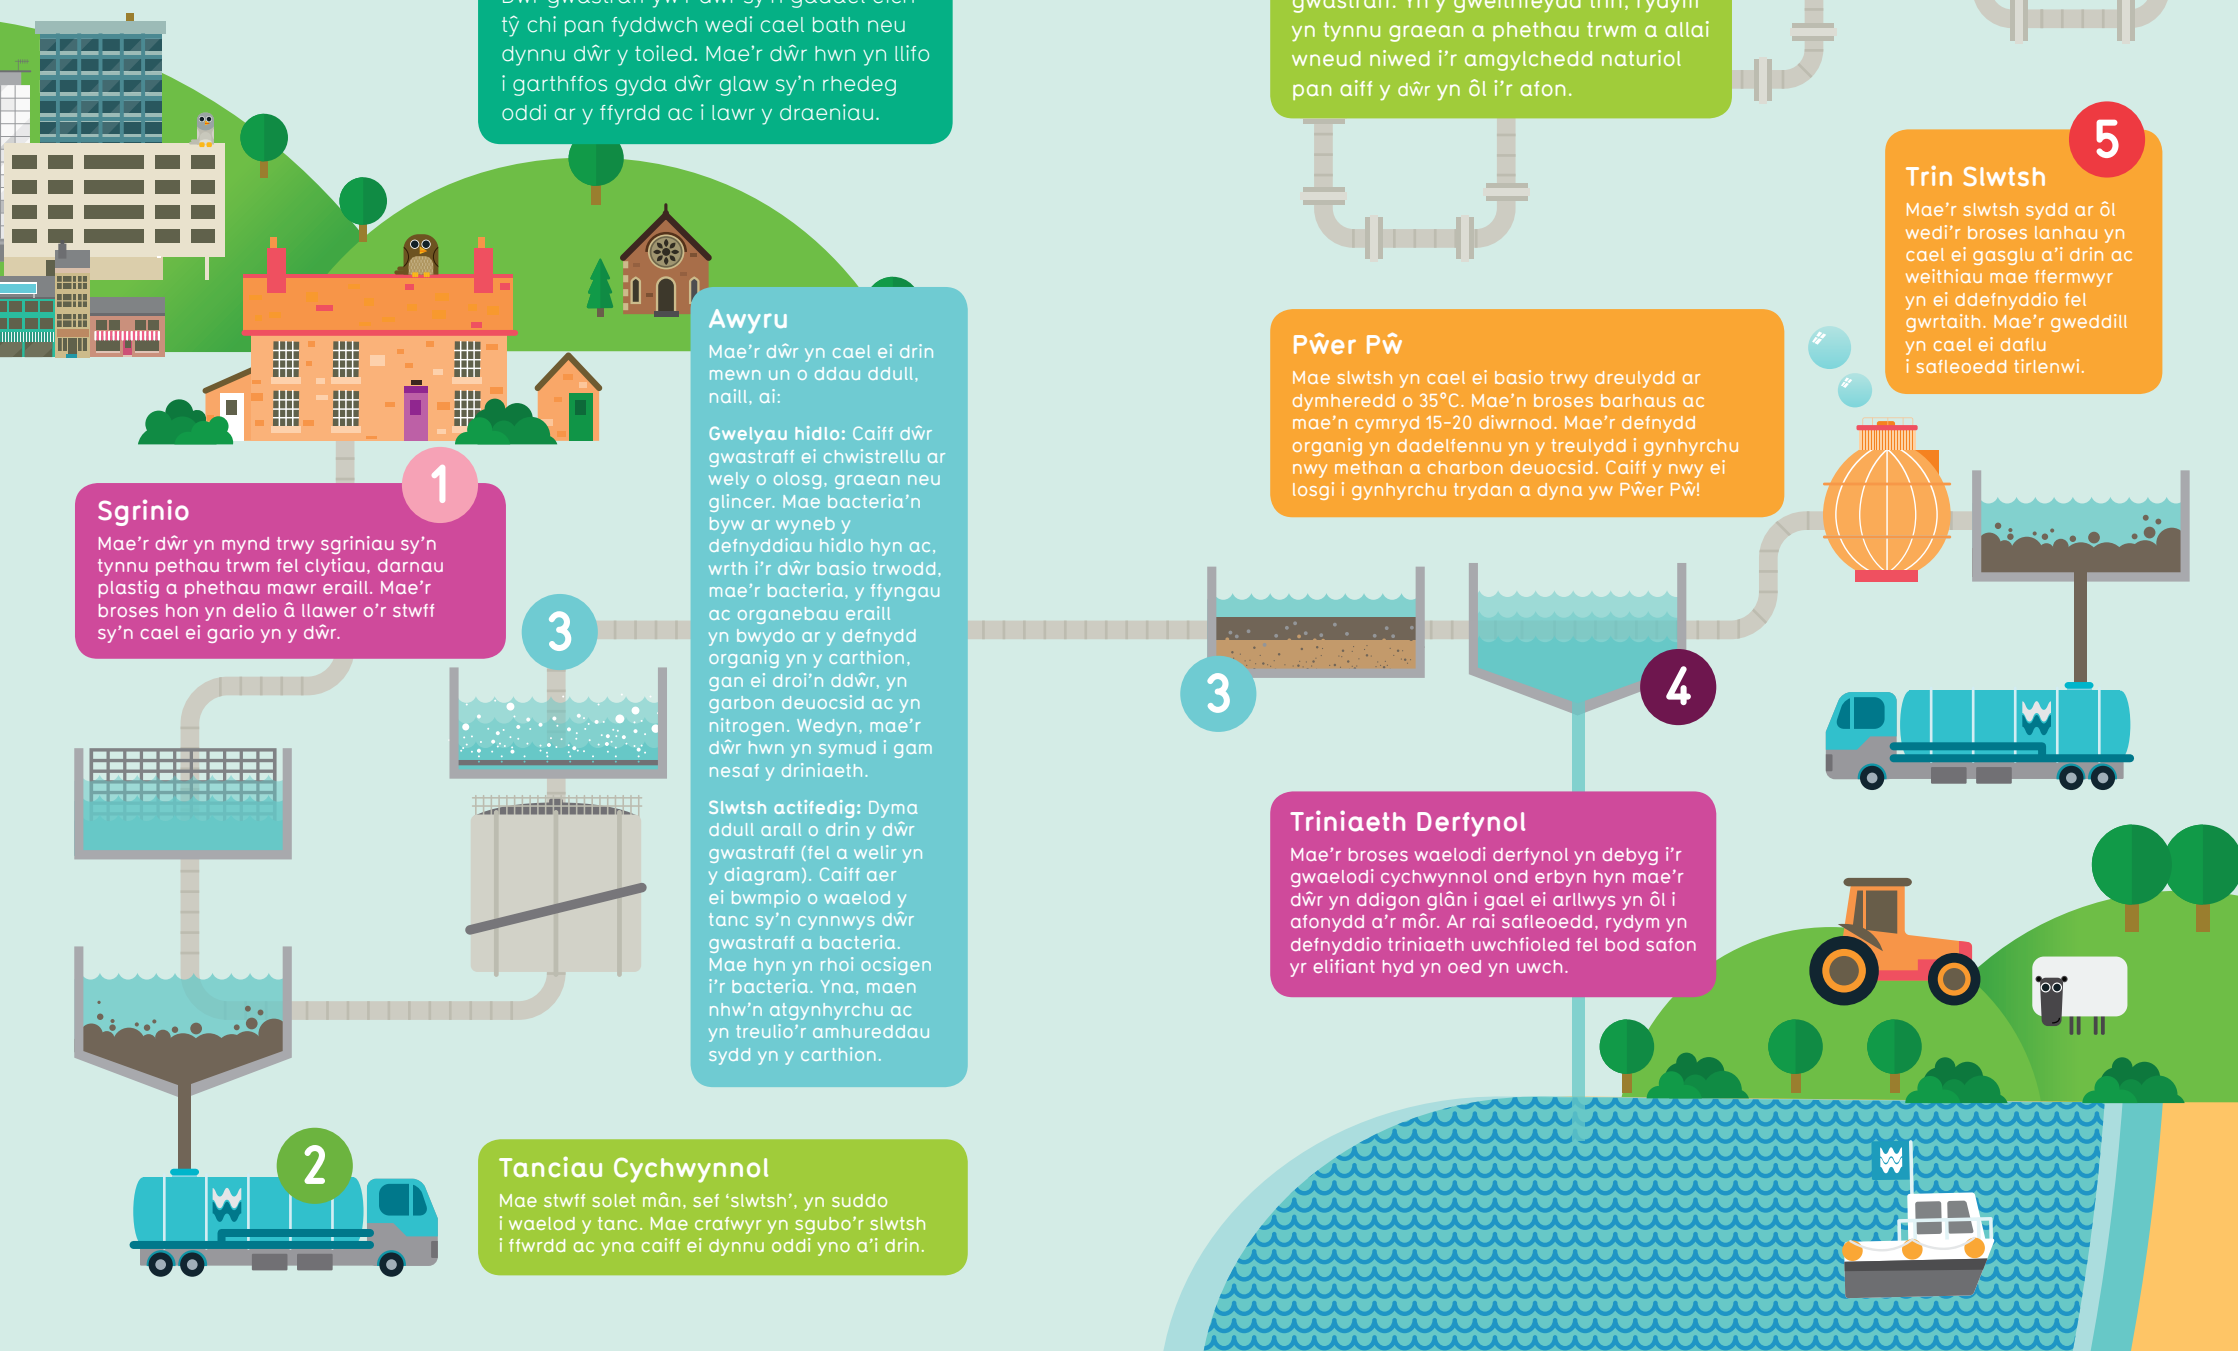 Dŵr gwastraff yw'r dŵr sy'n gadael eich
tŷ chi pan fyddwch wedi cael bath neu
dynnu dŵr y toiled. Mae'r dŵr hwn yn llifo
i garthffos gyda dŵr glaw sy'n rhedeg
oddi ar y ffyrdd ac i lawr y draeniau.
gwastraff. Yn y gweithfeydd trin, rydym
yn tynnu graean a phethau trwm a allai
wneud niwed i'r amgylchedd naturiol
pan aiff y dŵr yn ôl i'r afon.
1
Sgrinio
Mae'r dŵr yn mynd trwy sgriniau sy'n
tynnu pethau trwm fel clytiau, darnau
plastig a phethau mawr eraill. Mae'r
broses hon yn delio â llawer o'r stwff
sy'n cael ei gario yn y dŵr.
2
Tanciau Cychwynnol
Mae stwff solet mân, sef 'slwtsh', yn suddo
i waelod y tanc. Mae crafwyr yn sgubo'r slwtsh
i ffwrdd ac yna caiff ei dynnu oddi yno a'i drin.
3
Awyru
Mae'r dŵr yn cael ei drin
mewn un o ddau ddull,
naill, ai:
Gwelyau hidlo: Caiff dŵr
gwastraff ei chwistrellu ar
wely o olosg, graean neu
glincer. Mae bacteria'n
byw ar wyneb y
defnyddiau hidlo hyn ac,
wrth i'r dŵr basio trwodd,
mae'r bacteria, y ffyngau
ac organebau eraill
yn bwydo ar y defnydd
organig yn y carthion,
gan ei droi'n ddŵr, yn
garbon deuocsid ac yn
nitrogen. Wedyn, mae'r
dŵr hwn yn symud i gam
nesaf y driniaeth.
Slwtsh actifedig: Dyma
ddull arall o drin y dŵr
gwastraff (fel a welir yn
y diagram). Caiff aer
ei bwmpio o waelod y
tanc sy'n cynnwys dŵr
gwastraff a bacteria.
Mae hyn yn rhoi ocsigen
i'r bacteria. Yna, maen
nhw'n atgynhyrchu ac
yn treulio'r amhureddau
sydd yn y carthion.
3
4
Triniaeth Derfynol
Mae'r broses waelodi derfynol yn debyg i'r
gwaelodi cychwynnol ond erbyn hyn mae'r
dŵr yn ddigon glân i gael ei arllwys yn ôl i
afonydd a'r môr. Ar rai safleoedd, rydym yn
defnyddio triniaeth uwchfioled fel bod safon
yr elifiant hyd yn oed yn uwch.
Pŵer Pŵ
Mae slwtsh yn cael ei basio trwy dreulydd ar
dymheredd o 35°C. Mae'n broses barhaus ac
mae'n cymryd 15-20 diwrnod. Mae'r defnydd
organig yn dadelfennu yn y treulydd i gynhyrchu
nwy methan a charbon deuocsid. Caiff y nwy ei
losgi i gynhyrchu trydan a dyna yw Pŵer Pŵ!
5
Trin Slwtsh
Mae'r slwtsh sydd ar ôl
wedi'r broses lanhau yn
cael ei gasglu a'i drin ac
weithiau mae ffermwyr
yn ei ddefnyddio fel
gwrtaith. Mae'r gweddill
yn cael ei daflu
i safleoedd tirlenwi.